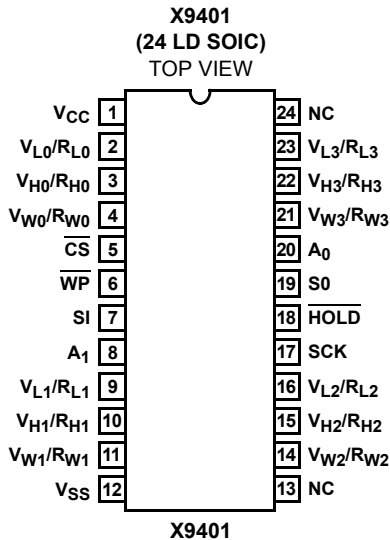 X9401
(24 LD SOIC)
TOP VIEW
VCC 1 24 NC
VL0/RL0 2 23 VL3/RL3
VH0/RH0 3 22 VH3/RH3
VW0/RW0 4 21 VW3/RW3
CS 5 20 A0
WP 6 19 S0
SI 7 18 HOLD
A1 8 17 SCK
VL1/RL1 9 16 VL2/RL2
VH1/RH1 10 15 VH2/RH2
VW1/RW1 11 14 VW2/RW2
VSS 12 13 NC
X9401